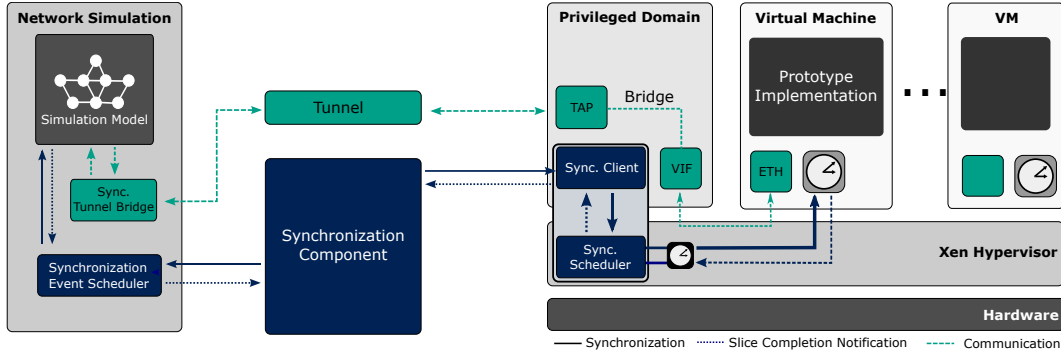 Network Simulation
Simulation Model
Sync.
Tunnel Bridge
Synchronization
Event Scheduler
Tunnel
Synchronization
Component
Privileged Domain
TAP
Bridge
Sync. Client
VIF
Sync.
Scheduler
Virtual Machine
Prototype
Implementation
ETH
VM
Xen Hypervisor
Hardware
Synchronization
Slice Completion Notification
Communication